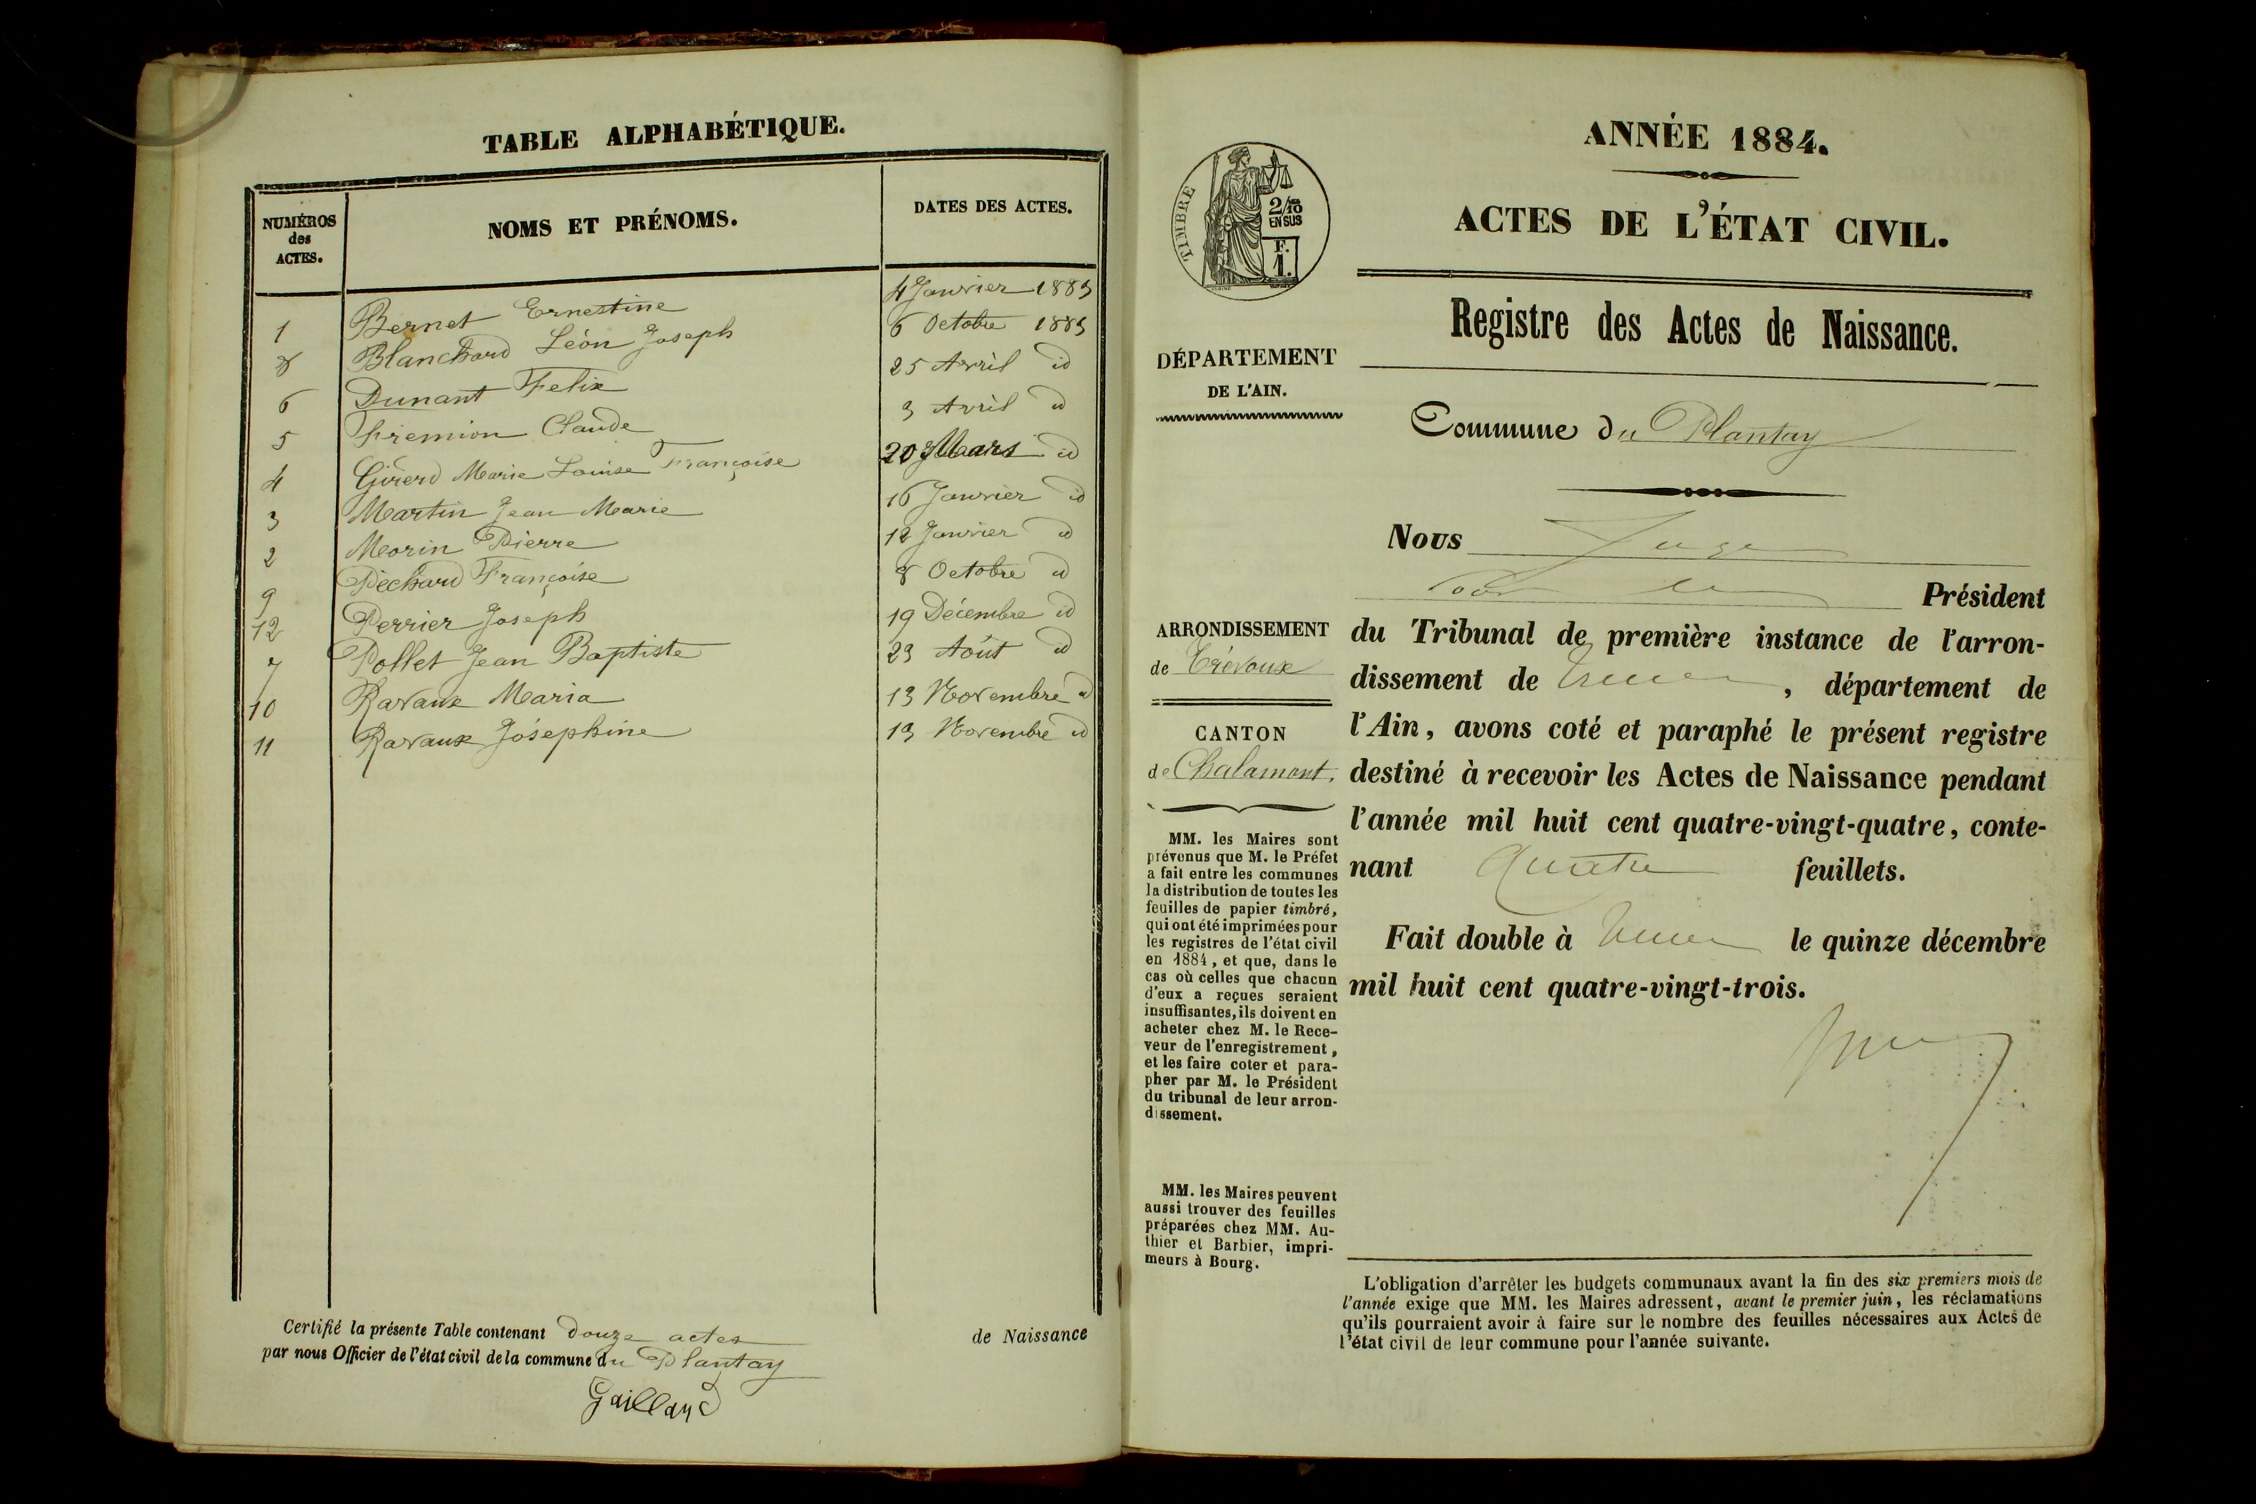 TABLE ALPHABÉTIQUE.
NUMÉROS des ACTES.
NOMS ET PRÉNOMS.
DATES DES ACTES.
1 Bernet Ernestine 4 Janvier 1883
8 Blanchard Léon Joseph 6 Octobre 1883
6 Dunant Felix 25 Avril id
5 Frémion Claude 3 Avril id
4 Girerd Marie Louise Françoise 20 Mars id
3 Martin Jean Marie 16 Janvier id
2 Morin Pierre 12 Janvier id
9 Péchard Françoise 8 Octobre id
12 Perrier Joseph 19 Décembre id
7 Pollet Jean Baptiste 23 Août id
10 Ravaux Maria 13 Novembre id
11 Ravaux Joséphine 13 Novembre id
Certifié la présente Table contenant douze actes de Naissance
par nous Officier de l'état civil de la commune du Plantay
Gaillard
TIMBRE
2/10
EN SUS
F.
1.
DÉPARTEMENT
DE L'AIN.
ARRONDISSEMENT
de Trévoux
CANTON
de Chalamont.
MM. les Maires sont
prévenus que M. le Préfet
a fait entre les communes
la distribution de toutes les
feuilles de papier timbré,
qui ont été imprimées pour
les registres de l'état civil
en 1884, et que, dans le
cas où celles que chacun
d'eux a reçues seraient
insuffisantes, ils doivent en
acheter chez M. le Rece-
veur de l'enregistrement,
et les faire coter et para-
pher par M. le Président
du tribunal de leur arron-
dissement.
MM. les Maires peuvent
aussi trouver des feuilles
préparées chez MM. Au-
thier et Barbier, impri-
meurs à Bourg.
ANNÉE 1884.
ACTES DE L'ÉTAT CIVIL.
Registre des Actes de Naissance.
Commune du Plantay
Nous Juge
Président
du Tribunal de première instance de l'arron-
dissement de Trévoux, département de
l'Ain, avons coté et paraphé le présent registre
destiné à recevoir les Actes de Naissance pendant
l'année mil huit cent quatre-vingt-quatre, conte-
nant Quatre feuillets.
Fait double à Trévoux le quinze décembre
mil huit cent quatre-vingt-trois.
L'obligation d'arrêter les budgets communaux avant la fin des six premiers mois de
l'année exige que MM. les Maires adressent, avant le premier juin, les réclamations
qu'ils pourraient avoir à faire sur le nombre des feuilles nécessaires aux Actes de
l'état civil de leur commune pour l'année suivante.